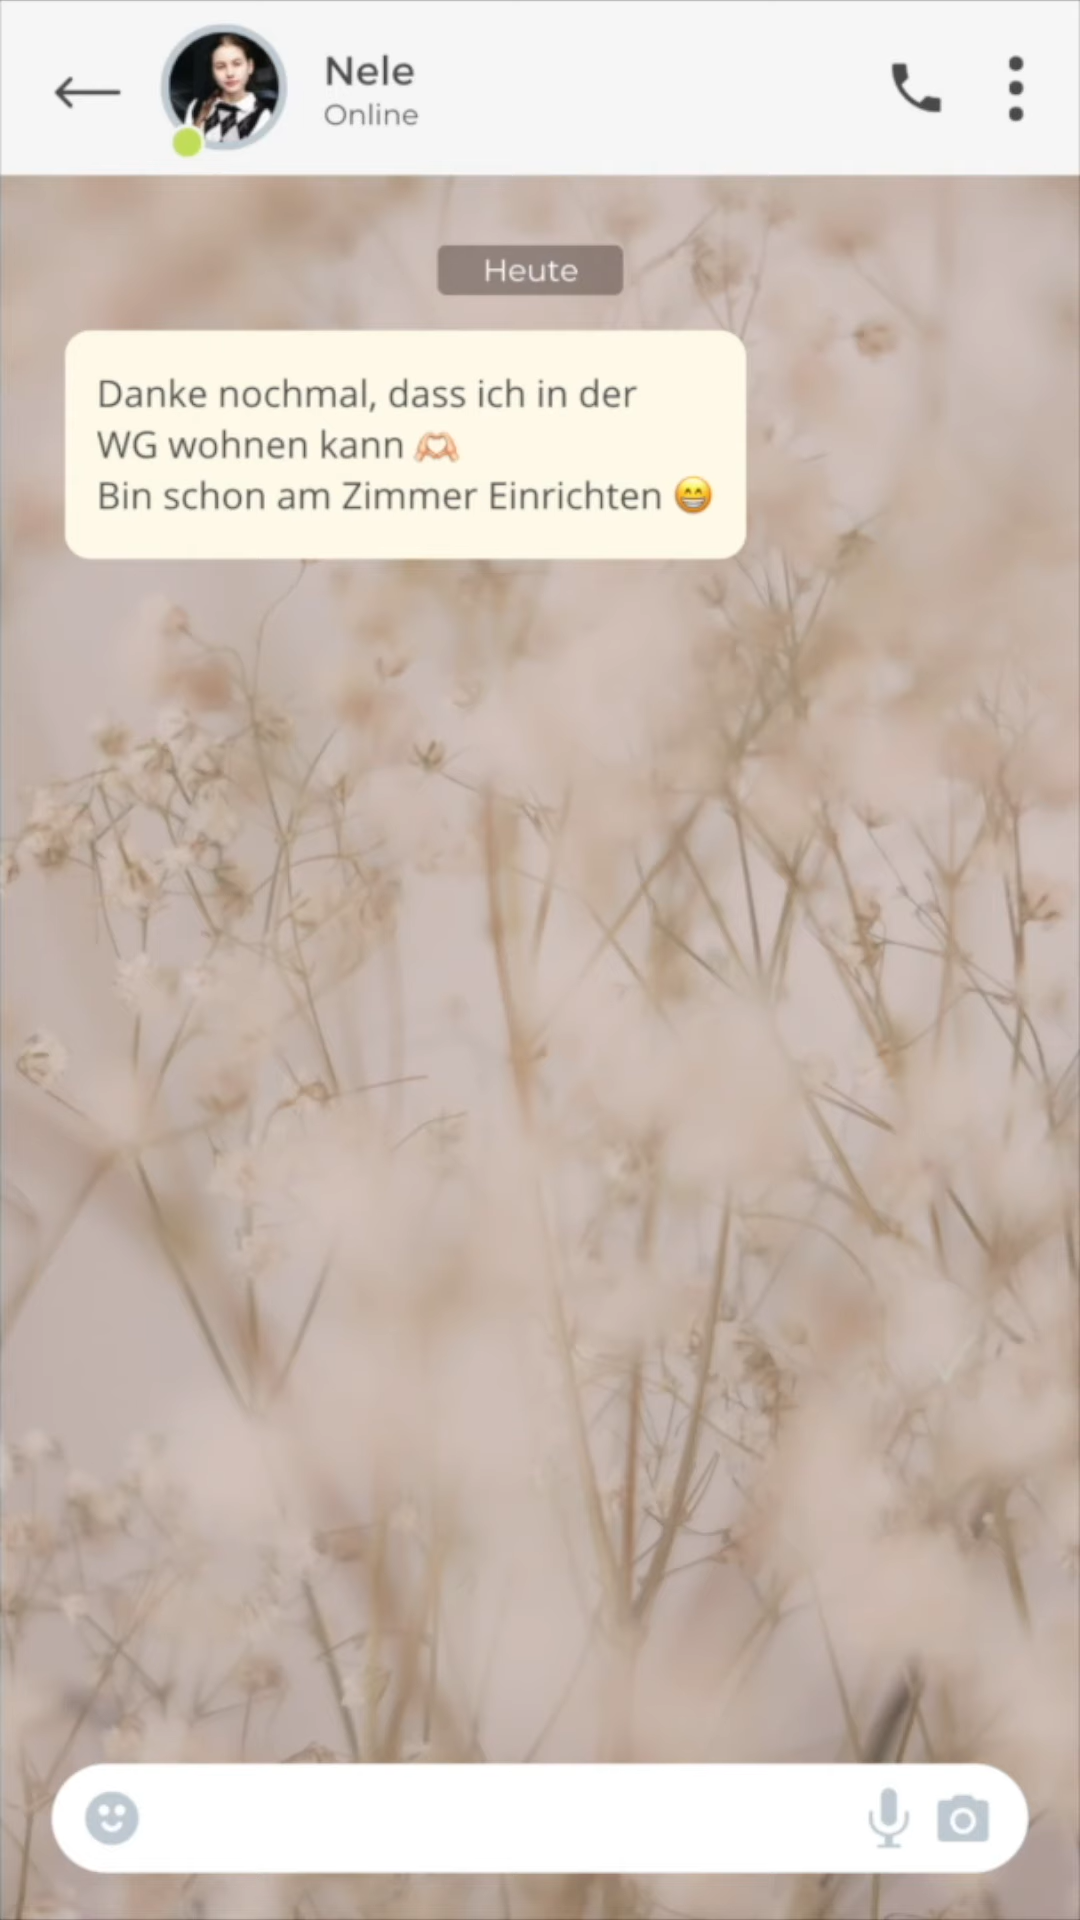 Nele
Online
Heute
Danke nochmal, dass ich in der
WG wohnen kann 🫶🏻
Bin schon am Zimmer Einrichten 😁